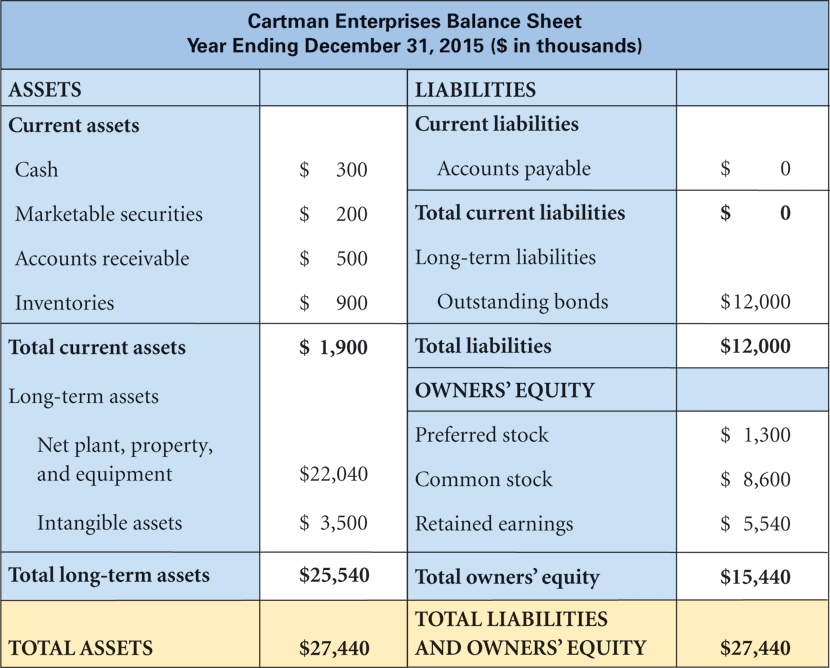 Cartman Enterprises Balance Sheet
Year Ending December 31, 2015 ($ in thousands)
ASSETS
Current assets
Cash $ 300
Marketable securities $ 200
Accounts receivable $ 500
Inventories $ 900
Total current assets $ 1,900
Long-term assets
Net plant, property,
and equipment $22,040
Intangible assets $ 3,500
Total long-term assets $25,540
TOTAL ASSETS $27,440
LIABILITIES
Current liabilities
Accounts payable $ 0
Total current liabilities $ 0
Long-term liabilities
Outstanding bonds $12,000
Total liabilities $12,000
OWNERS’ EQUITY
Preferred stock $ 1,300
Common stock $ 8,600
Retained earnings $ 5,540
Total owners’ equity $15,440
TOTAL LIABILITIES
AND OWNERS’ EQUITY $27,440